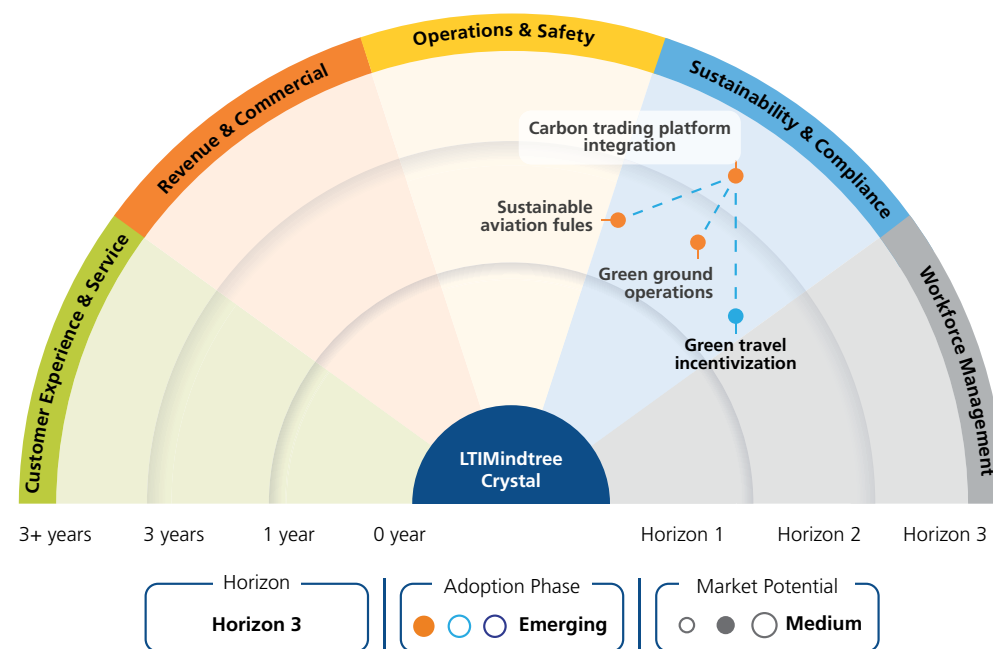 Operations & Safety
Revenue & Commercial
Sustainability & Compliance
Customer Experience & Service
Workforce Management
Carbon trading platform
integration
Sustainable
aviation fules
Green ground
operations
Green travel
incentivization
LTIMindtree
Crystal
3+ years
3 years
1 year
0 year
Horizon 1
Horizon 2
Horizon 3
Horizon
Horizon 3
Adoption Phase
Emerging
Market Potential
Medium